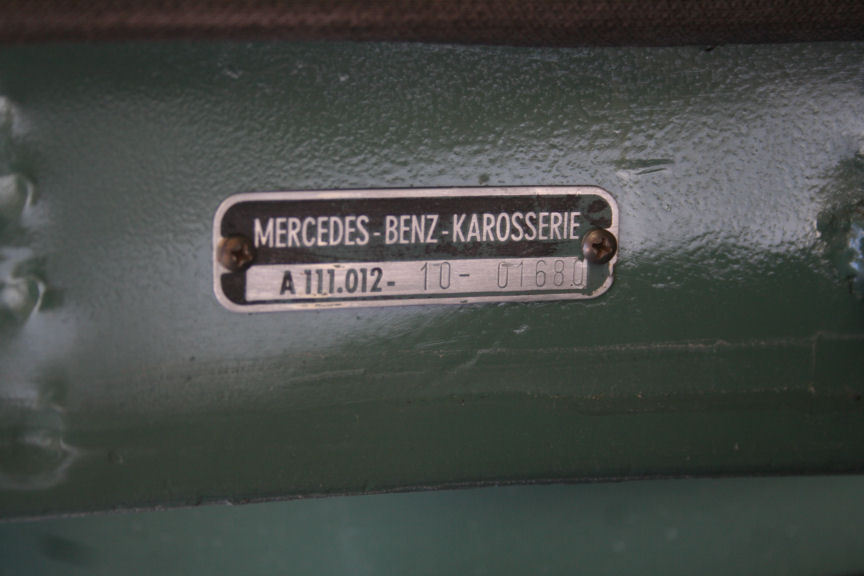 MERCEDES-BENZ-KAROSSERIE
A 111.012- 10- 01680